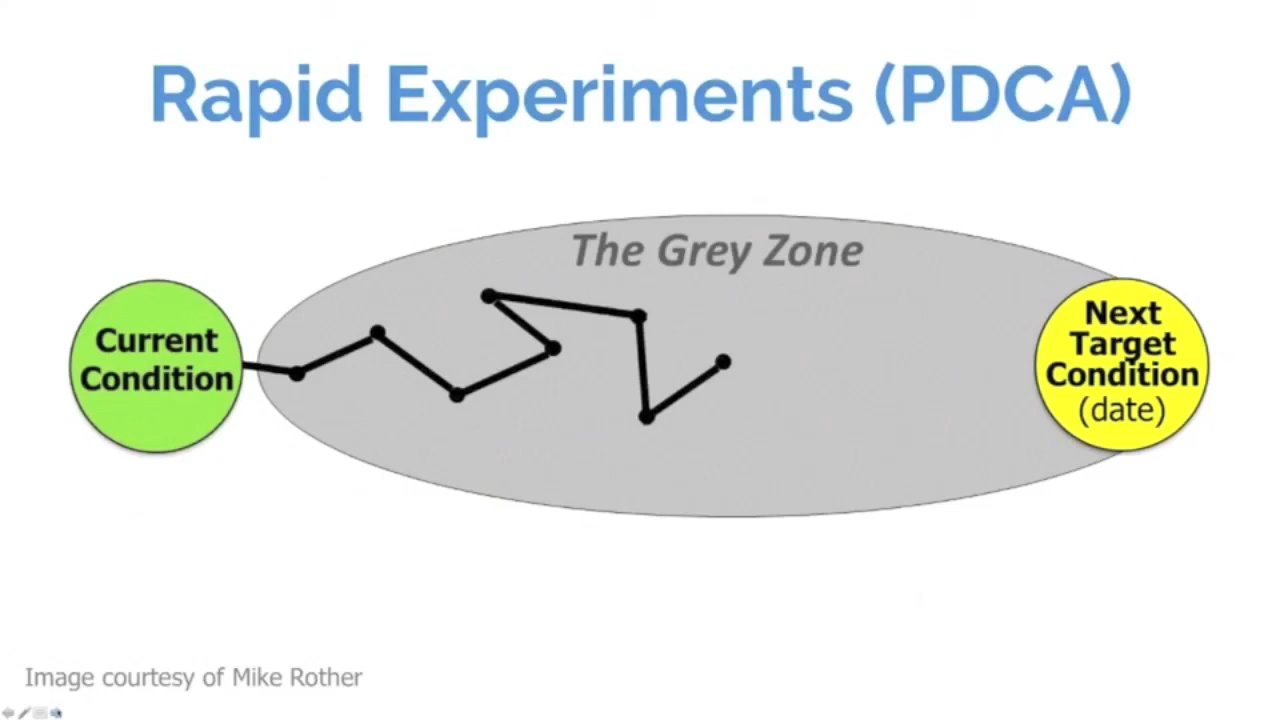 Rapid Experiments (PDCA)
The Grey Zone
Current
Condition
Next
Target
Condition
(date)
Image courtesy of Mike Rother